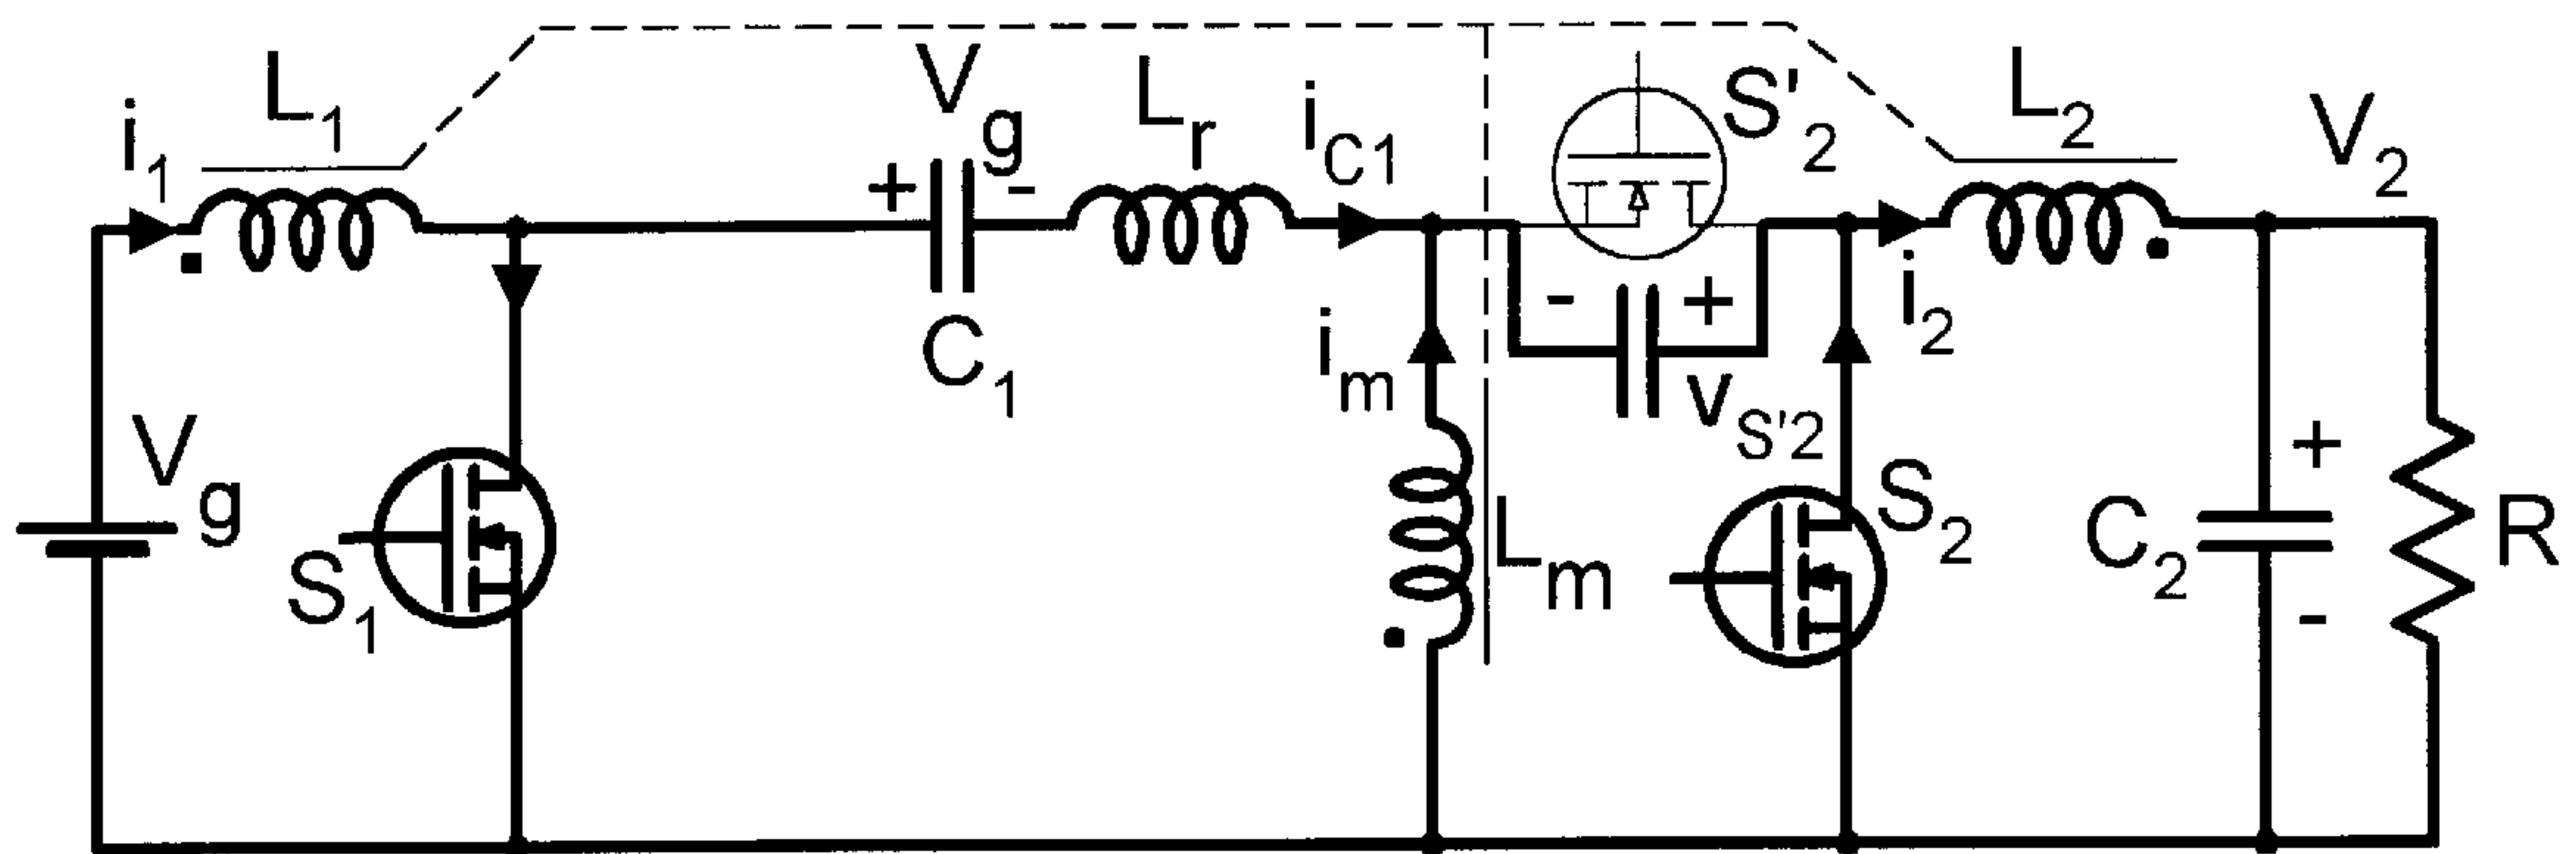 i1
L1
Vg
+
-
Lr
iC1
S'2
L2
V2
C1
im
-
+
vS'2
i2
Vg
S1
Lm
S2
C2
+
-
R